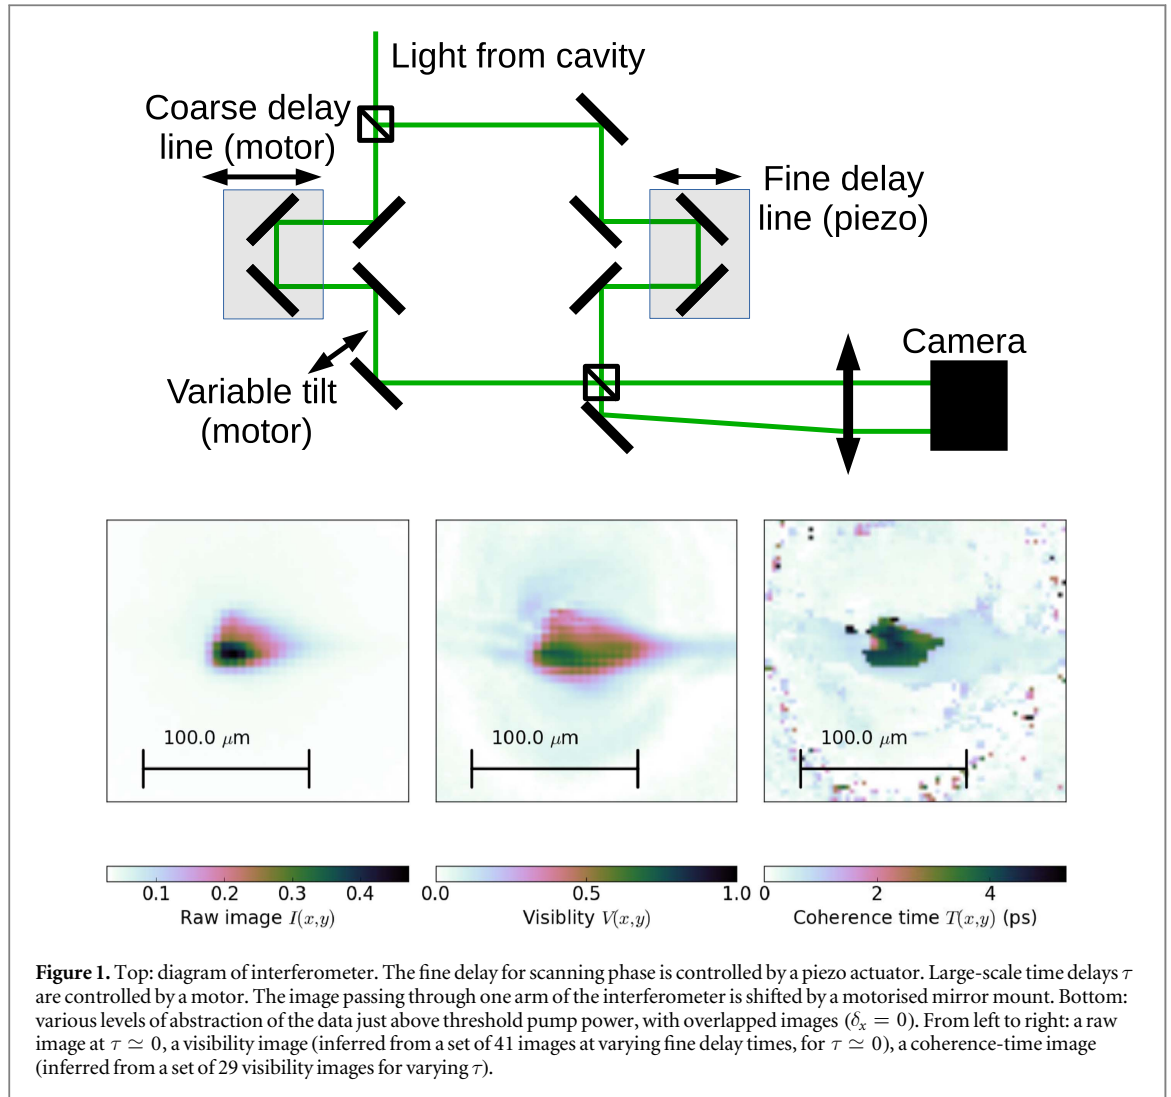 Light from cavity
Coarse delay
line (motor)
Fine delay
line (piezo)
Variable tilt
(motor)
Camera
100.0 μm
100.0 μm
100.0 μm
0.1 0.2 0.3 0.4
Raw image I(x,y)
0.0 0.5 1.0
Visiblity V(x,y)
0 2 4
Coherence time T(x,y) (ps)
Figure 1. Top: diagram of interferometer. The fine delay for scanning phase is controlled by a piezo actuator. Large-scale time delays τ
are controlled by a motor. The image passing through one arm of the interferometer is shifted by a motorised mirror mount. Bottom:
various levels of abstraction of the data just above threshold pump power, with overlapped images (δₓ = 0). From left to right: a raw
image at τ ≃ 0, a visibility image (inferred from a set of 41 images at varying fine delay times, for τ ≃ 0), a coherence-time image
(inferred from a set of 29 visibility images for varying τ).